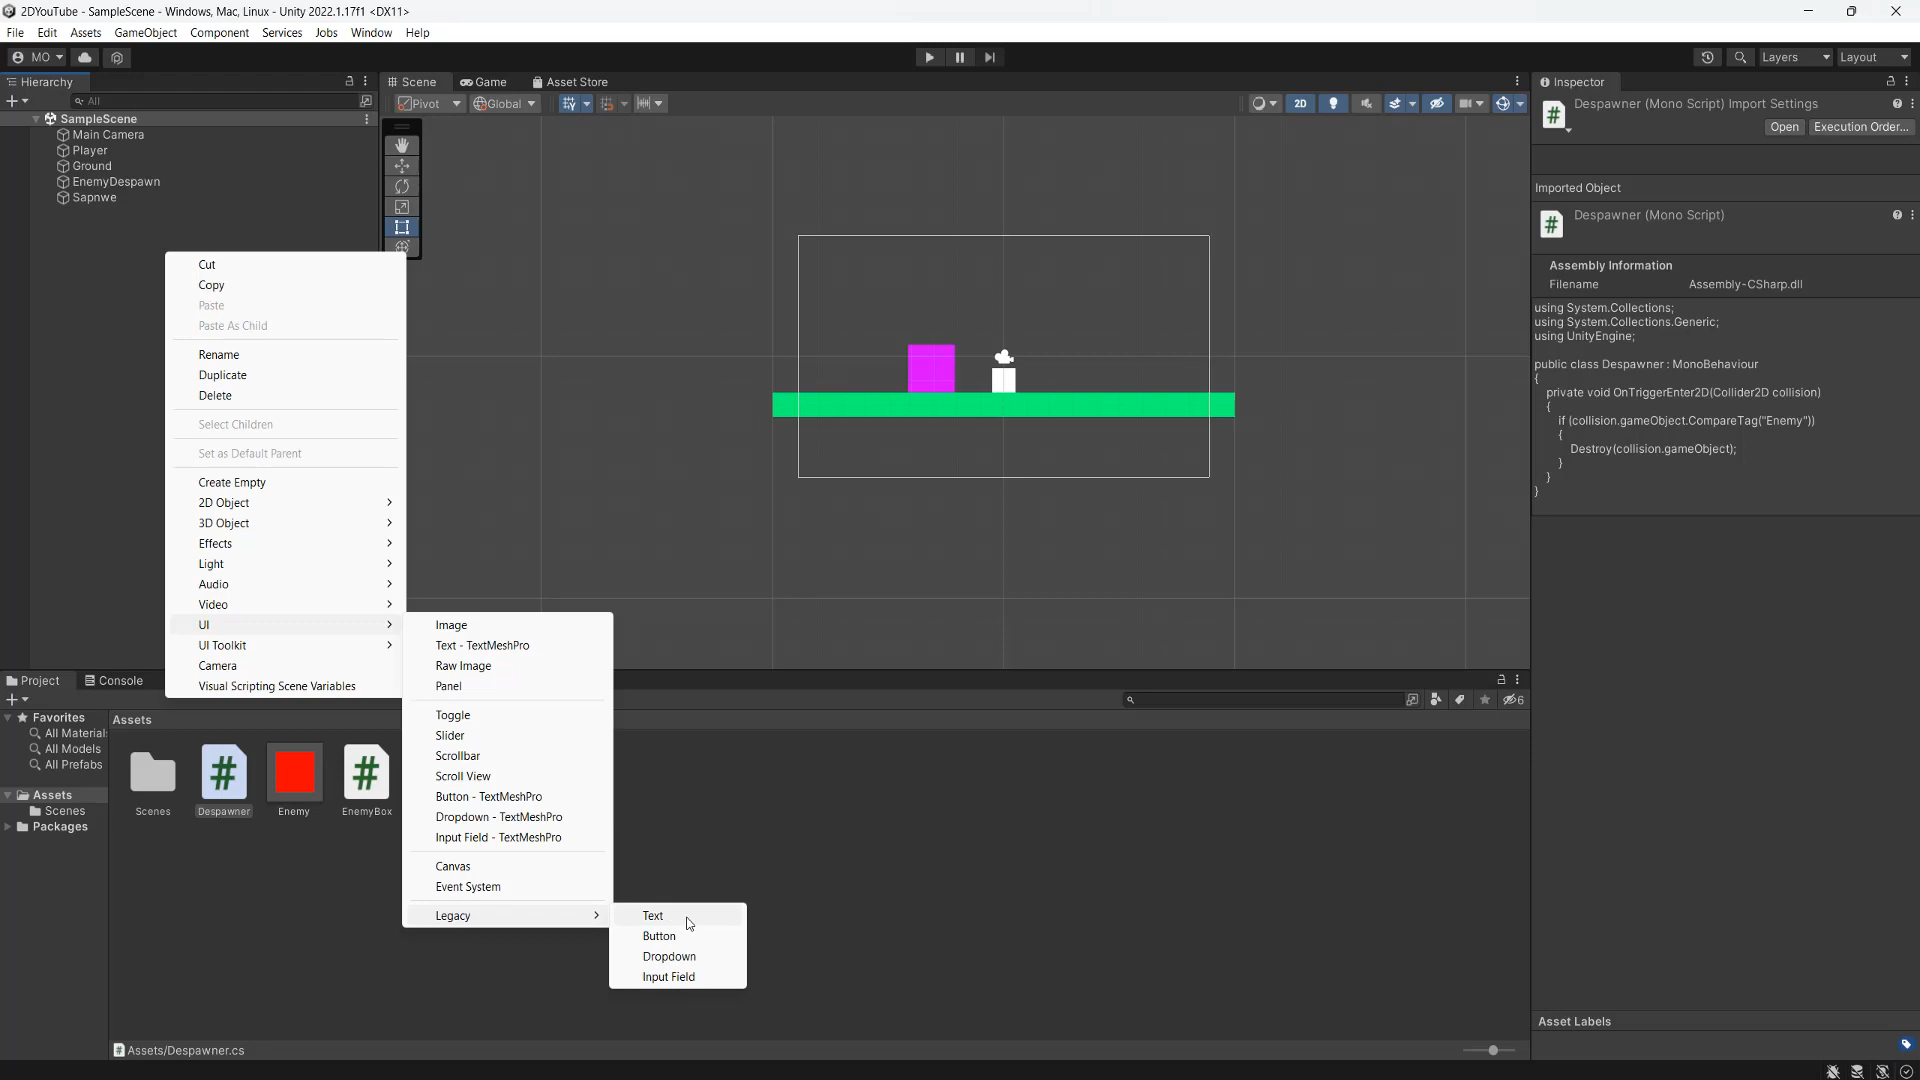 2DYouTube - SampleScene - Windows, Mac, Linux - Unity 2022.1.17f1 <DX11>
File Edit Assets GameObject Component Services Jobs Window Help
MO Layers Layout
Hierarchy
All
SampleScene
Main Camera
Player
Ground
EnemyDespawn
Sapnwe
Scene Game Asset Store
Pivot Global 2D
Cut
Copy
Paste
Paste As Child
Rename
Duplicate
Delete
Select Children
Set as Default Parent
Create Empty
2D Object
3D Object
Effects
Light
Audio
Video
UI
UI Toolkit
Camera
Visual Scripting Scene Variables
Image
Text - TextMeshPro
Raw Image
Panel
Toggle
Slider
Scrollbar
Scroll View
Button - TextMeshPro
Dropdown - TextMeshPro
Input Field - TextMeshPro
Canvas
Event System
Legacy
Text
Button
Dropdown
Input Field
Project Console
6
Favorites
All Material
All Models
All Prefabs
Assets
Scenes
Packages
Assets
Scenes Despawner Enemy EnemyBox
Assets/Despawner.cs
Inspector
Despawner (Mono Script) Import Settings
Open Execution Order...
Imported Object
Despawner (Mono Script)
Assembly Information
Filename Assembly-CSharp.dll
using System.Collections;
using System.Collections.Generic;
using UnityEngine;
public class Despawner : MonoBehaviour
{
private void OnTriggerEnter2D(Collider2D collision)
{
if (collision.gameObject.CompareTag("Enemy"))
{
Destroy(collision.gameObject);
}
}
}
Asset Labels